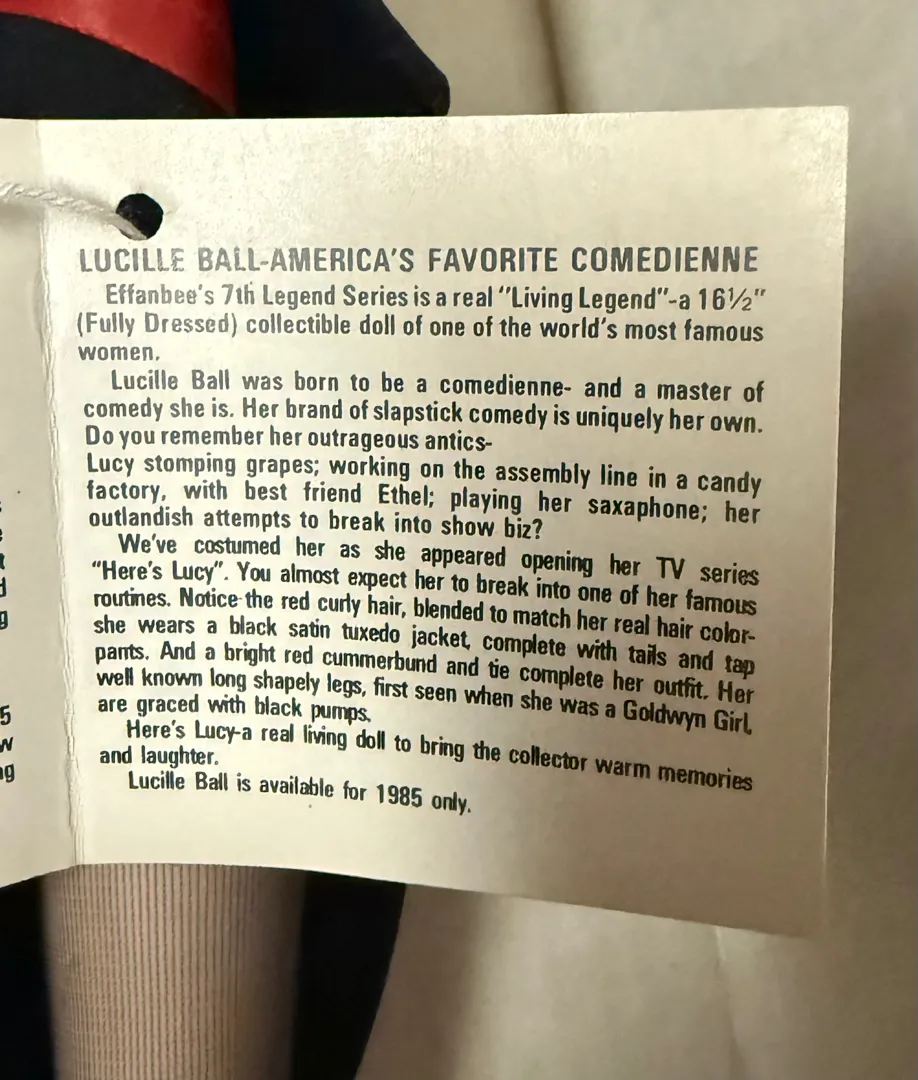 LUCILLE BALL-AMERICA'S FAVORITE COMEDIENNE
Effanbee's 7th Legend Series is a real "Living Legend"-a 16½"
(Fully Dressed) collectible doll of one of the world's most famous
women.
Lucille Ball was born to be a comedienne- and a master of
comedy she is. Her brand of slapstick comedy is uniquely her own.
Do you remember her outrageous antics-
Lucy stomping grapes; working on the assembly line in a candy
factory, with best friend Ethel; playing her saxaphone; her
outlandish attempts to break into show biz?
We've costumed her as she appeared opening her TV series
"Here's Lucy". You almost expect her to break into one of her famous
routines. Notice the red curly hair, blended to match her real hair color-
she wears a black satin tuxedo jacket, complete with tails and tap
pants. And a bright red cummerbund and tie complete her outfit. Her
well known long shapely legs, first seen when she was a Goldwyn Girl,
are graced with black pumps.
Here's Lucy-a real living doll to bring the collector warm memories
and laughter.
Lucille Ball is available for 1985 only.